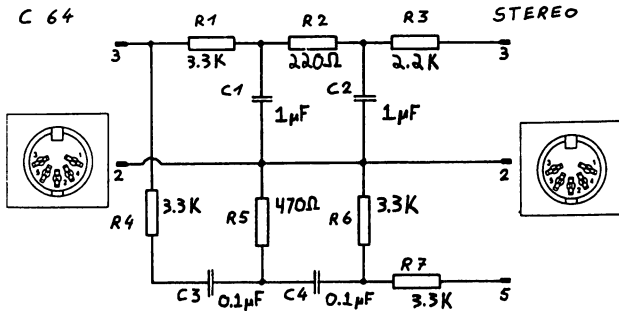 C 64
STEREO
R1
R2
R3
3
3
3.3K
220Ω
2.2K
C1
C2
1µF
1µF
2
2
R4
3.3K
R5
470Ω
R6
3.3K
R7
C3
0.1µF
C4
0.1µF
3.3K
5